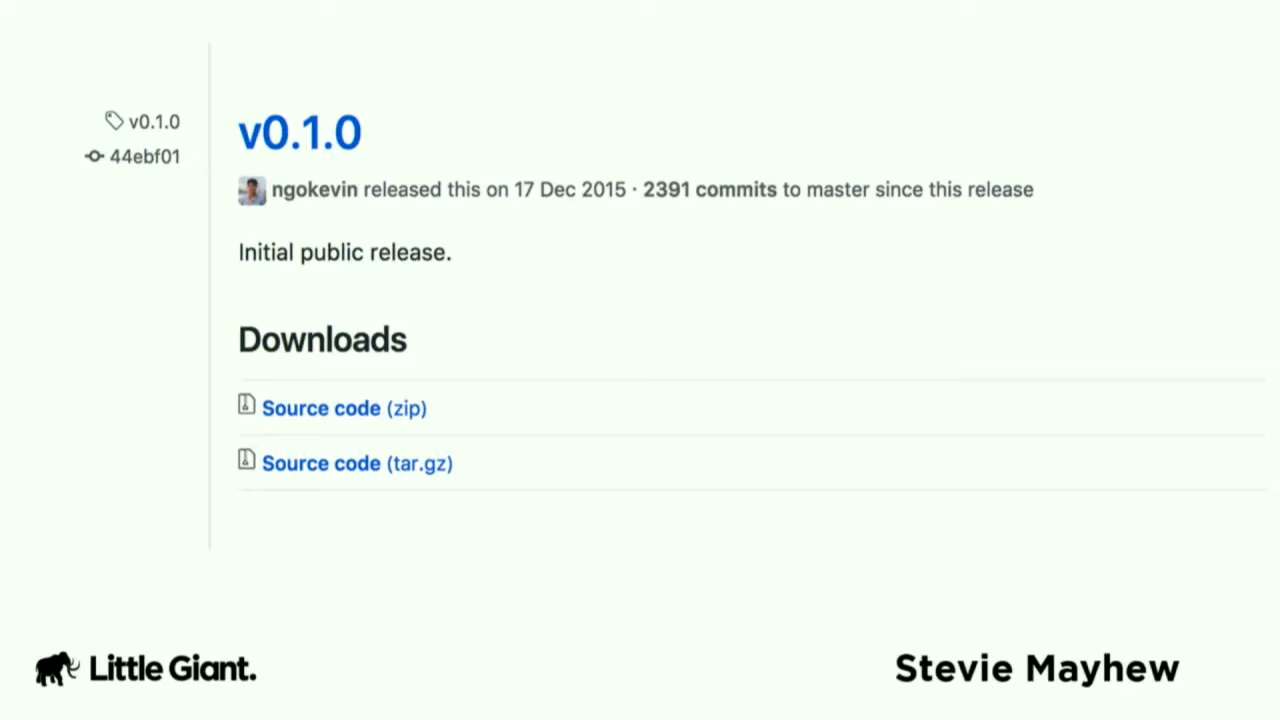 v0.1.0
44ebf01
v0.1.0
ngokevin released this on 17 Dec 2015 · 2391 commits to master since this release
Initial public release.
Downloads
Source code (zip)
Source code (tar.gz)
Little Giant.
Stevie Mayhew